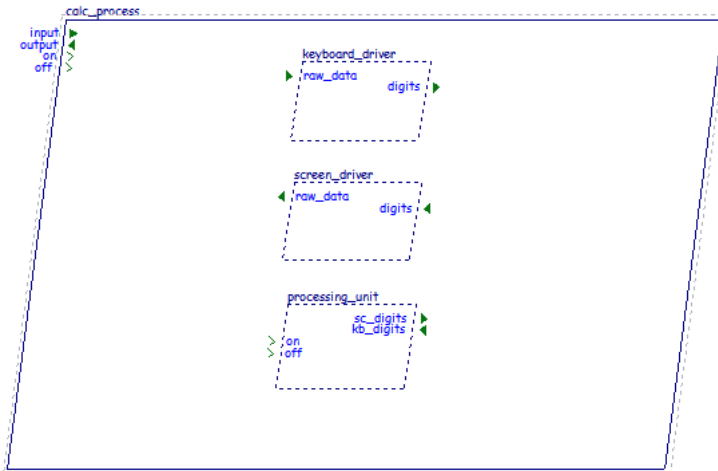 calc_process
input
output
on
off
keyboard_driver
raw_data
digits
screen_driver
raw_data
digits
processing_unit
sc_digits
kb_digits
on
off